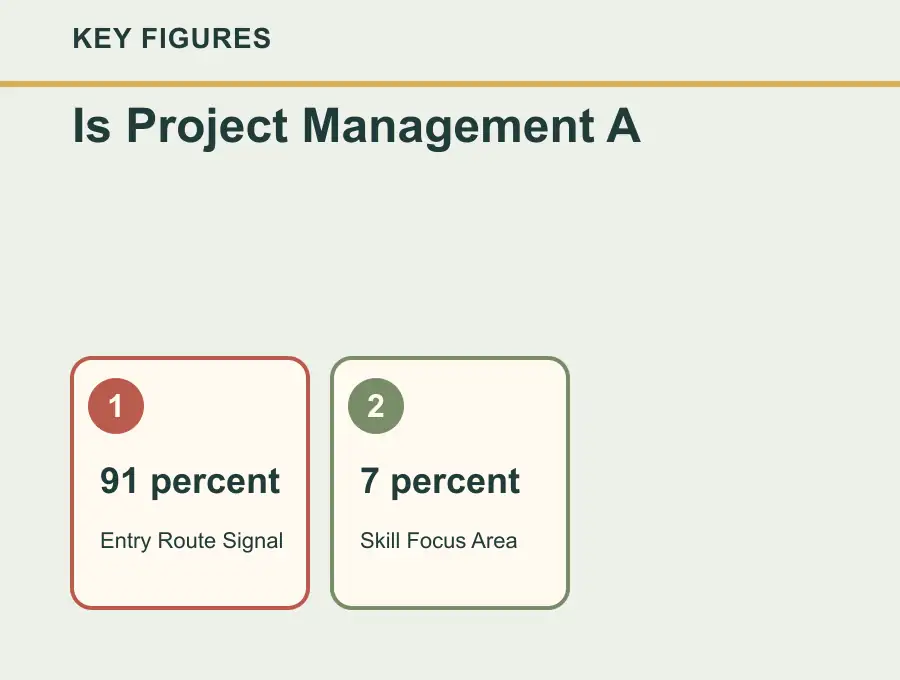 KEY FIGURES
Is Project Management A
1
91 percent
Entry Route Signal
2
7 percent
Skill Focus Area